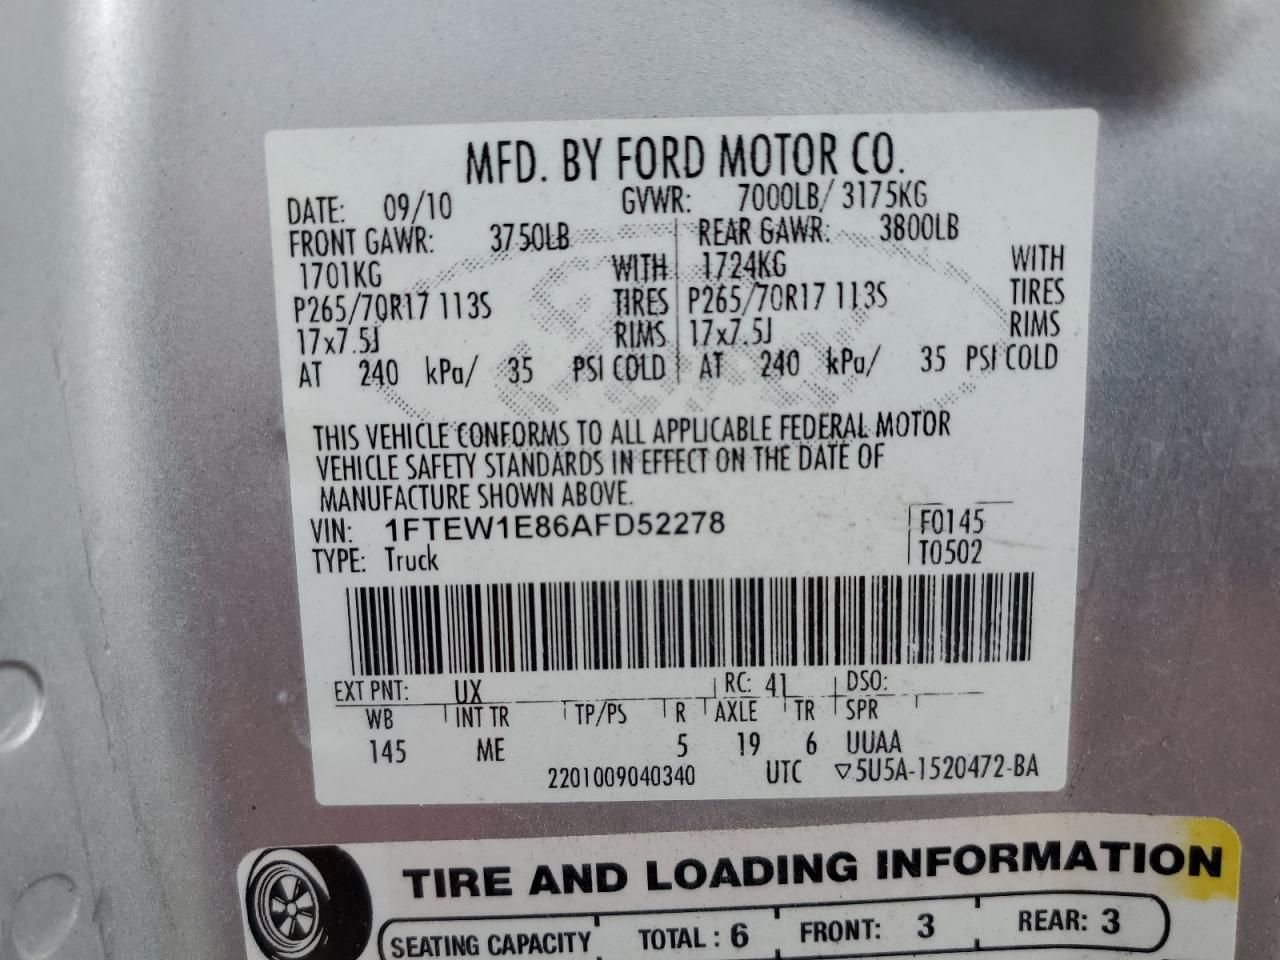 MFD. BY FORD MOTOR CO.
DATE: 09/10 GVWR: 7000LB/ 3175KG
FRONT GAWR: 3750LB REAR GAWR: 3800LB
1701KG WITH 1724KG WITH
P265/70R17 113S TIRES P265/70R17 113S TIRES
17x7.5J RIMS 17x7.5J RIMS
AT 240 kPa/ 35 PSI COLD AT 240 kPa/ 35 PSI COLD
THIS VEHICLE CONFORMS TO ALL APPLICABLE FEDERAL MOTOR
VEHICLE SAFETY STANDARDS IN EFFECT ON THE DATE OF
MANUFACTURE SHOWN ABOVE.
VIN: 1FTEW1E86AFD52278 F0145
TYPE: Truck T0502
EXT PNT: UX RC: 41 DSO:
WB INT TR TP/PS R AXLE TR SPR
145 ME 5 19 6 UUAA
2201009040340 UTC ▽5U5A-1520472-BA
TIRE AND LOADING INFORMATION
SEATING CAPACITY TOTAL : 6 FRONT: 3 REAR: 3